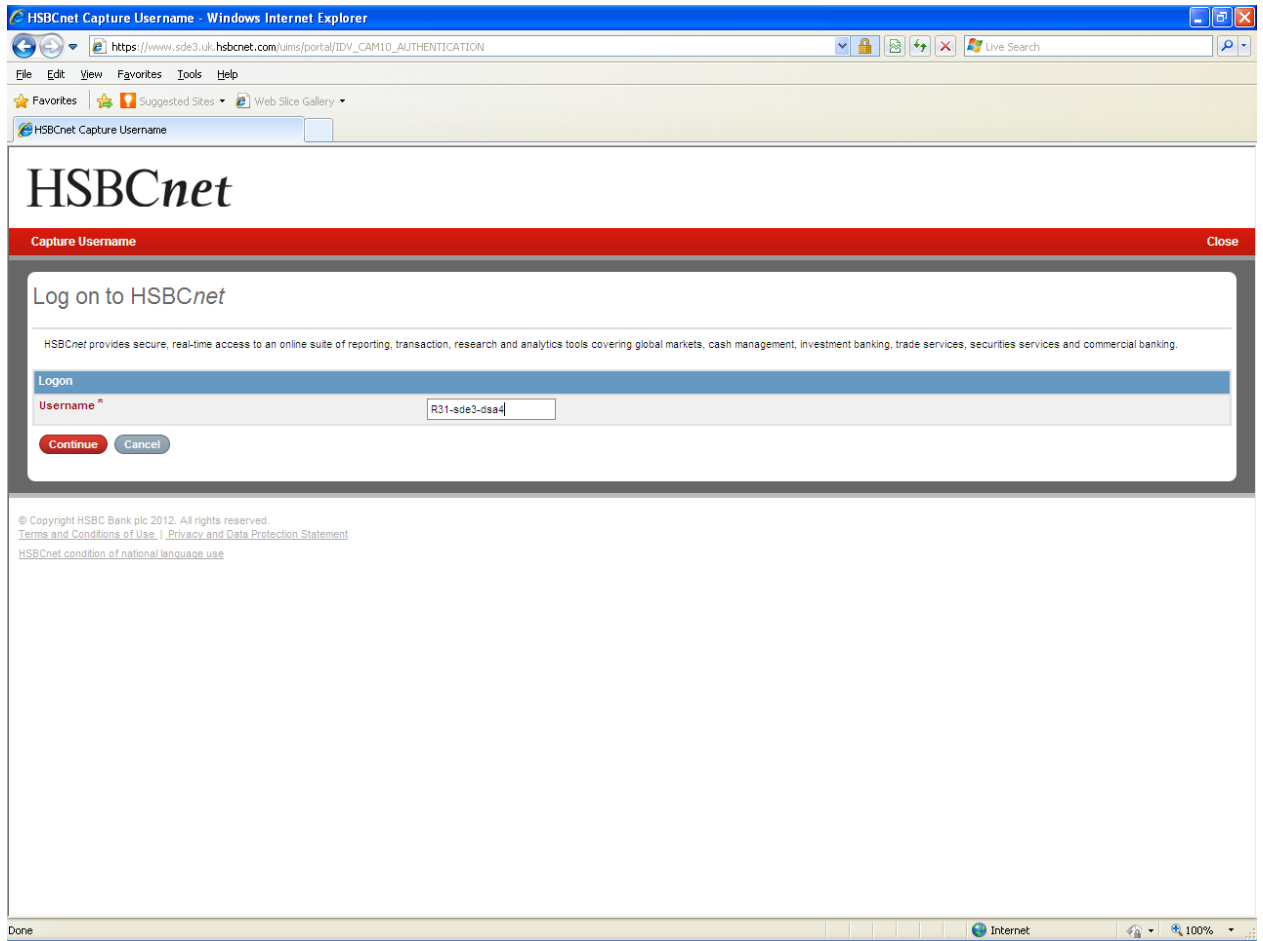 HSBCnet Capture Username - Windows Internet Explorer
https://www.sde3.uk.hsbcnet.com/uims/portal/IDV_CAM10_AUTHENTICATION
Live Search
File Edit View Favorites Tools Help
Favorites Suggested Sites Web Slice Gallery
HSBCnet Capture Username
HSBCnet
Capture Username Close
Log on to HSBCnet
HSBCnet provides secure, real-time access to an online suite of reporting, transaction, research and analytics tools covering global markets, cash management, investment banking, trade services, securities services and commercial banking.
Logon
Username * R31-sde3-dsa4
Continue Cancel
© Copyright HSBC Bank plc 2012. All rights reserved.
Terms and Conditions of Use | Privacy and Data Protection Statement
HSBCnet condition of national language use
Done Internet 100%